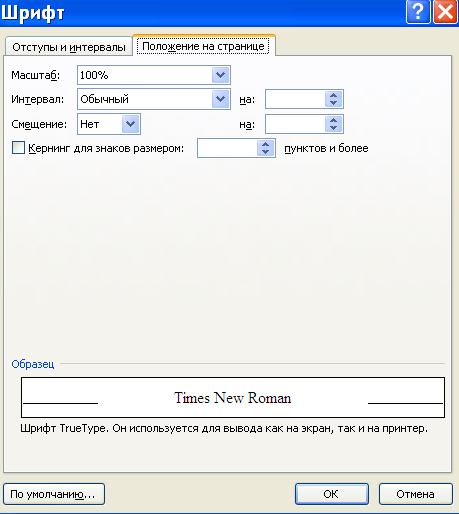 Шрифт
Отступы и интервалы Положение на странице
Масштаб: 100%
Интервал: Обычный на:
Смещение: Нет на:
Кернинг для знаков размером: пунктов и более
Образец
Times New Roman
Шрифт TrueType. Он используется для вывода как на экран, так и на принтер.
По умолчанию... ОК Отмена